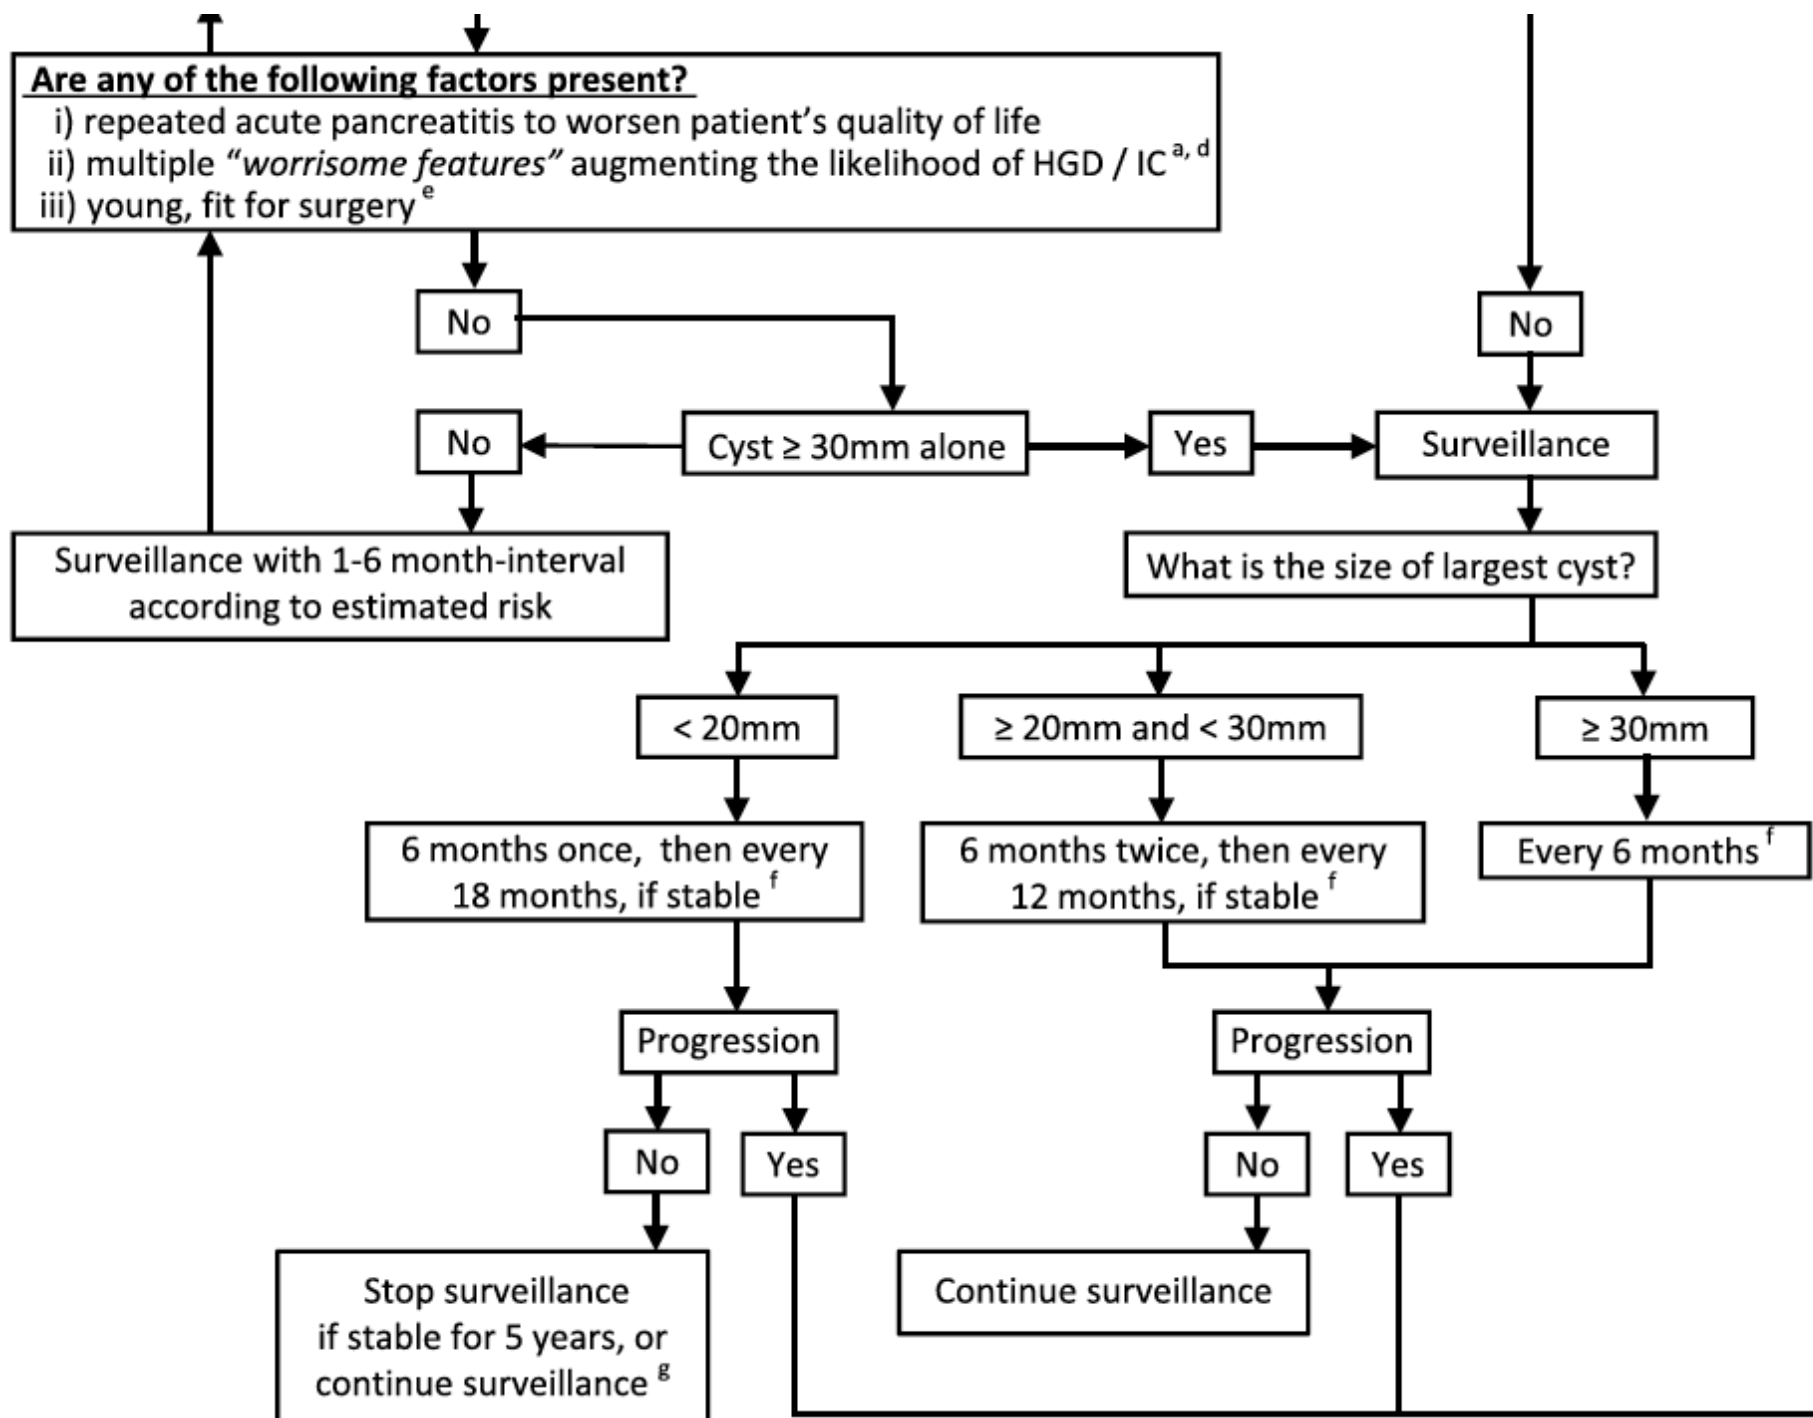 Are any of the following factors present?
i) repeated acute pancreatitis to worsen patient’s quality of life
ii) multiple “worrisome features” augmenting the likelihood of HGD / IC a, d
iii) young, fit for surgery e
No
No
No
Cyst ≥ 30mm alone
Yes
Surveillance
Surveillance with 1-6 month-interval
according to estimated risk
What is the size of largest cyst?
< 20mm
≥ 20mm and < 30mm
≥ 30mm
6 months once, then every
18 months, if stable f
6 months twice, then every
12 months, if stable f
Every 6 months f
Progression
Progression
No
Yes
No
Yes
Stop surveillance
if stable for 5 years, or
continue surveillance g
Continue surveillance